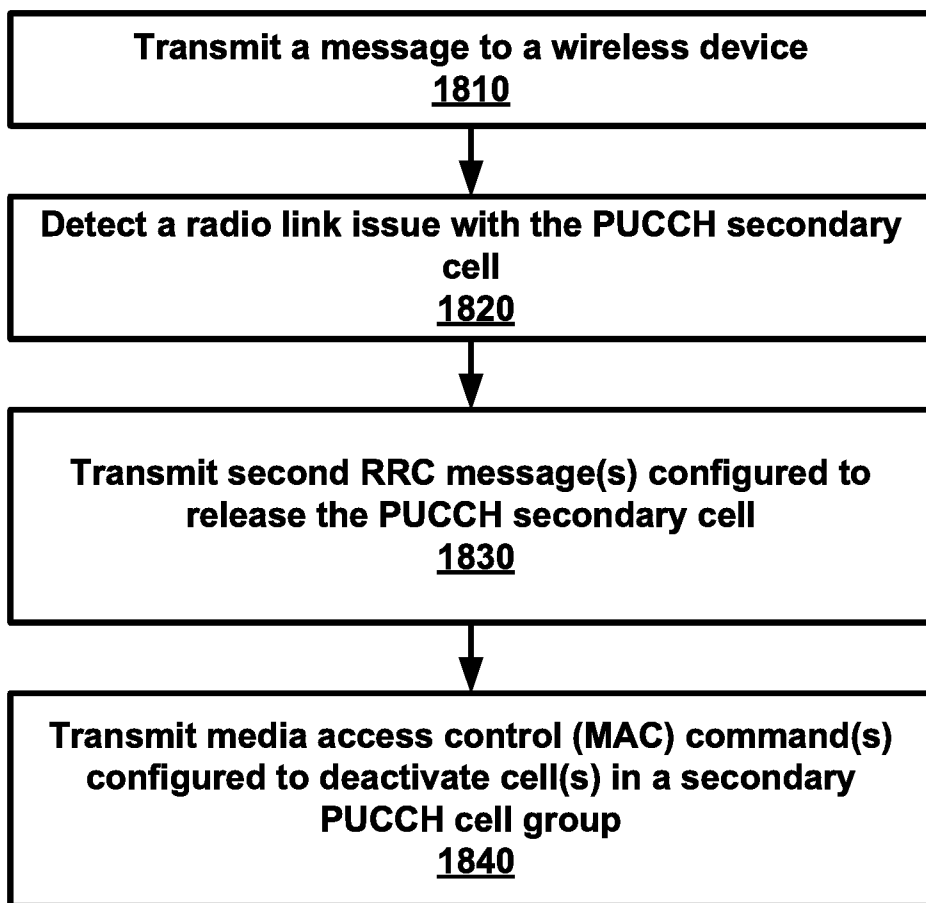 Transmit a message to a wireless device
1810
Detect a radio link issue with the PUCCH secondary
cell
1820
Transmit second RRC message(s) configured to
release the PUCCH secondary cell
1830
Transmit media access control (MAC) command(s)
configured to deactivate cell(s) in a secondary
PUCCH cell group
1840